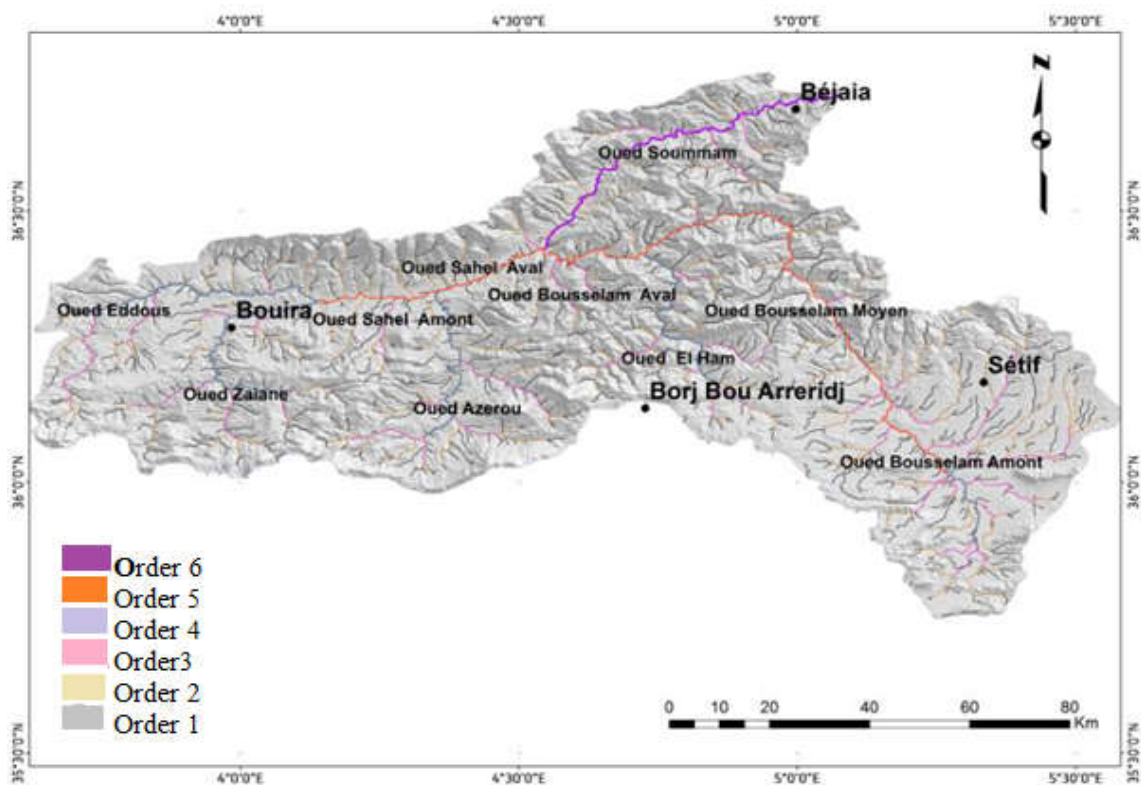 4°0'0"E
4°30'0"E
5°0'0"E
5°30'0"E
Z
Béjaia
Oued Soummam
36°30'0"N
36°30'0"N
Oued Sahel Aval
Oued Bousselam Aval
Oued Eddous
Bouira
Oued Sahel Amont
Oued Bousselam Moyen
Oued El Ham
Sétif
Oued Zaiane
Oued Azerou
Borj Bou Arreridj
Oued Bousselam Amont
36°0'0"N
36°0'0"N
Order 6
Order 5
Order 4
Order3
Order 2
Order 1
0 10 20 40 60 80
Km
35°30'0"N
35°30'0"N
4°0'0"E
4°30'0"E
5°0'0"E
5°30'0"E